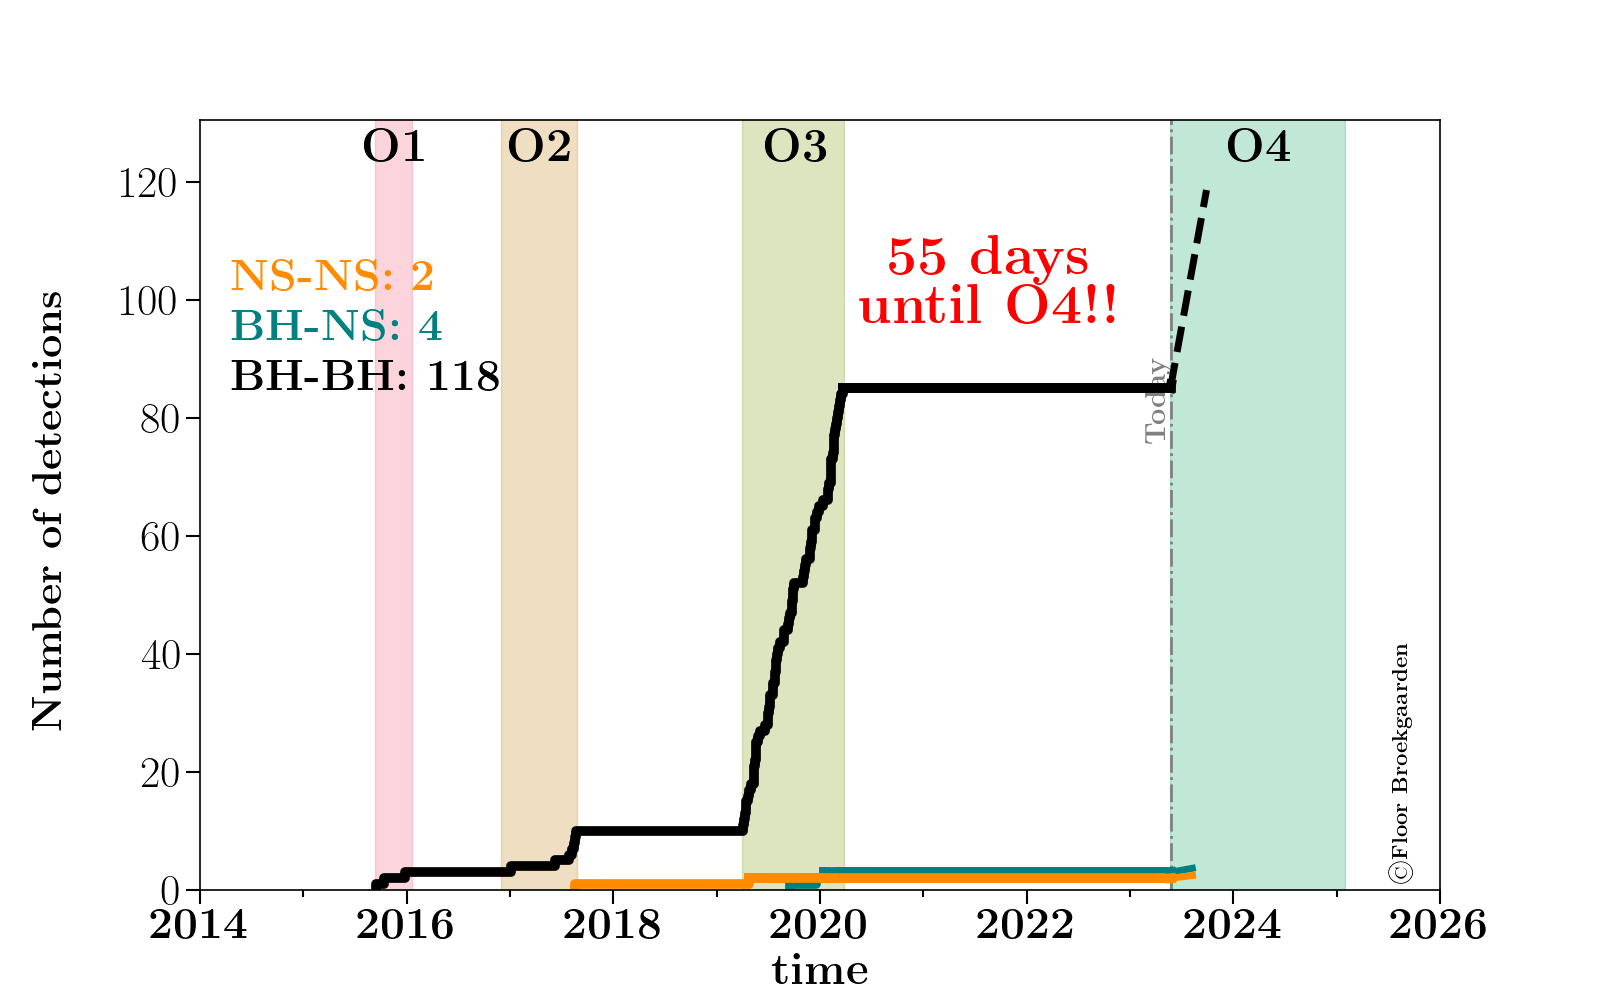 O1
O2
O3
O4
120
100
80
60
40
20
0
NS-NS: 2
BH-NS: 4
BH-BH: 118
55 days
until O4!!
Today
©Floor Broekgaarden
Number of detections
2014
2016
2018
2020
2022
2024
2026
time